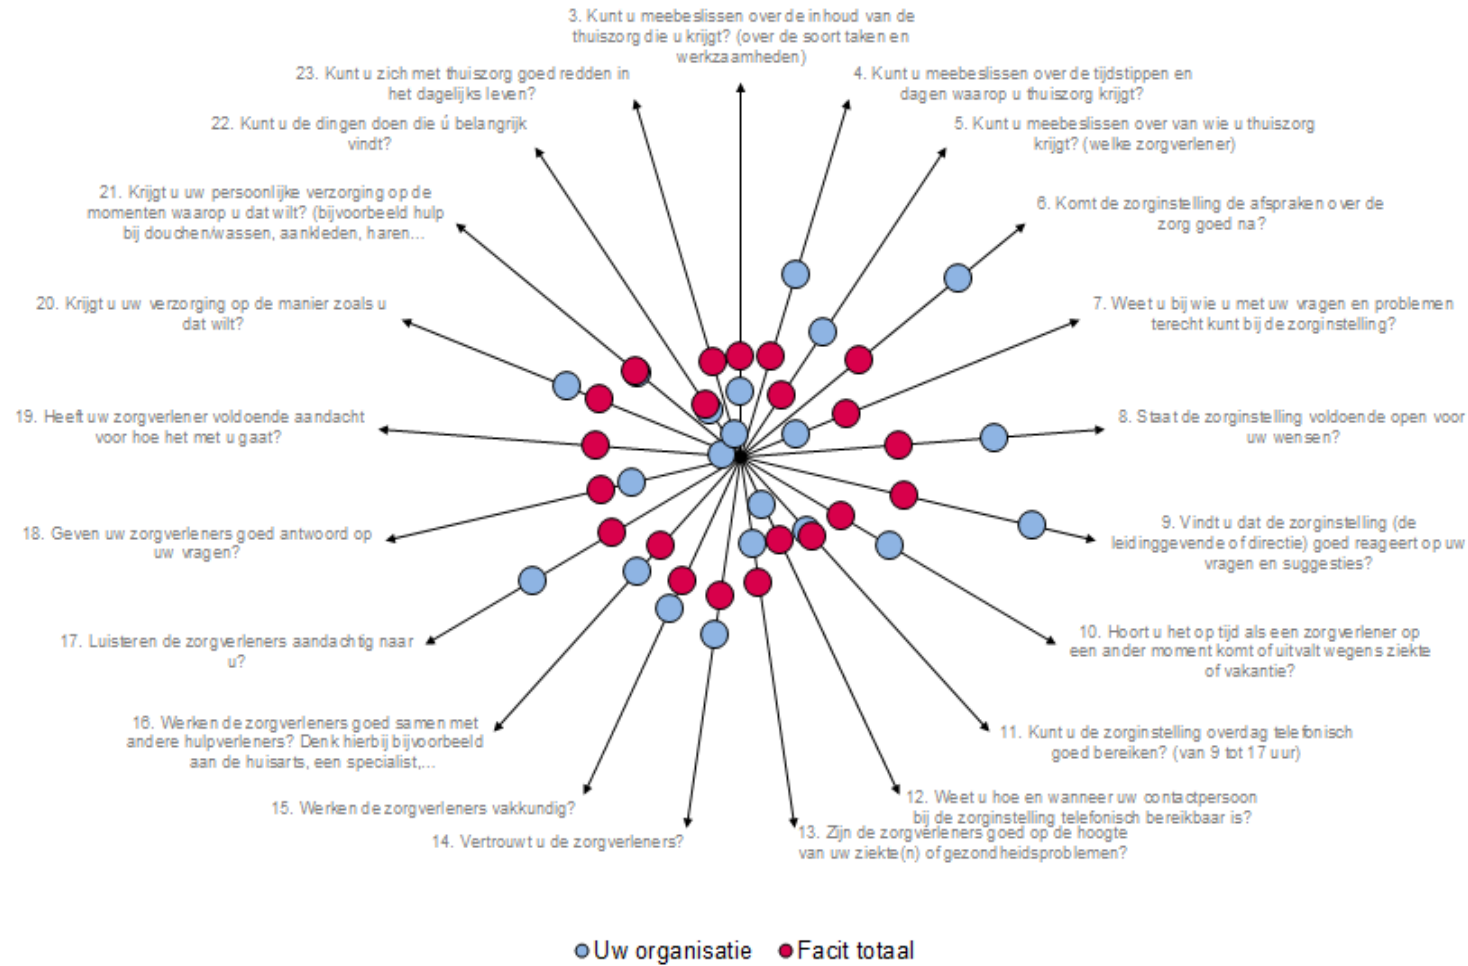 3. Kunt u meebeslissen over de inhoud van de
thuiszorg die u krijgt? (over de soort taken en
werkzaamheden)
4. Kunt u meebeslissen over de tijdstippen en
dagen waarop u thuiszorg krijgt?
5. Kunt u meebeslissen over van wie u thuiszorg
krijgt? (welke zorgverlener)
6. Komt de zorginstelling de afspraken over de
zorg goed na?
7. Weet u bij wie u met uw vragen en problemen
terecht kunt bij de zorginstelling?
8. Staat de zorginstelling voldoende open voor
uw wensen?
9. Vindt u dat de zorginstelling (de
leidinggevende of directie) goed reageert op uw
vragen en suggesties?
10. Hoort u het op tijd als een zorgverlener op
een ander moment komt of uitvalt wegens ziekte
of vakantie?
11. Kunt u de zorginstelling overdag telefonisch
goed bereiken? (van 9 tot 17 uur)
12. Weet u hoe en wanneer uw contactpersoon
bij de zorginstelling telefonisch bereikbaar is?
13. Zijn de zorgverleners goed op de hoogte
van uw ziekte(n) of gezondheidsproblemen?
14. Vertrouwt u de zorgverleners?
15. Werken de zorgverleners vakkundig?
16. Werken de zorgverleners goed samen met
andere hulpverleners? Denk hierbij bijvoorbeeld
aan de huisarts, een specialist,...
17. Luisteren de zorgverleners aandachtig naar
u?
18. Geven uw zorgverleners goed antwoord op
uw vragen?
19. Heeft uw zorgverlener voldoende aandacht
voor hoe het met u gaat?
20. Krijgt u uw verzorging op de manier zoals u
dat wilt?
21. Krijgt u uw persoonlijke verzorging op de
momenten waarop u dat wilt? (bijvoorbeeld hulp
bij douchen/wassen, aankleden, haren...
22. Kunt u de dingen doen die ú belangrijk
vindt?
23. Kunt u zich met thuiszorg goed redden in
het dagelijks leven?
Uw organisatie
Facit totaal